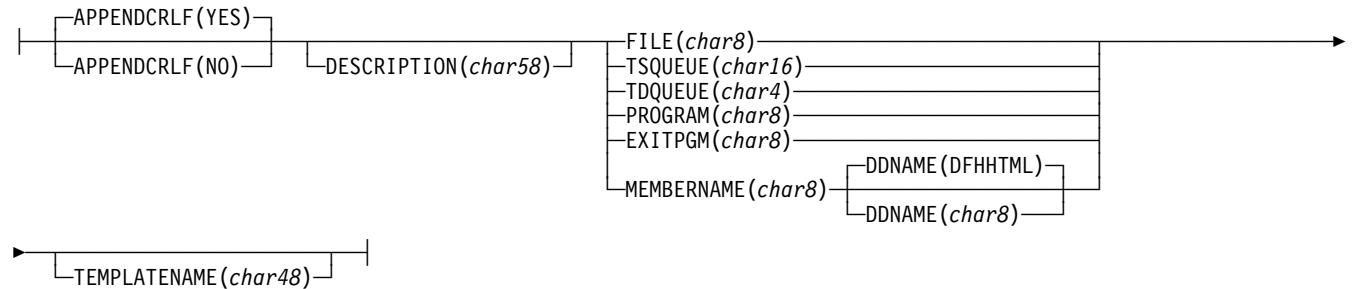 APPENDCRLF(YES)
APPENDCRLF(NO)
DESCRIPTION(char58)
FILE(char8)
TSQUEUE(char16)
TDQUEUE(char4)
PROGRAM(char8)
EXITPGM(char8)
MEMBERNAME(char8)
DDNAME(DFHHTML)
DDNAME(char8)
TEMPLATENAME(char48)